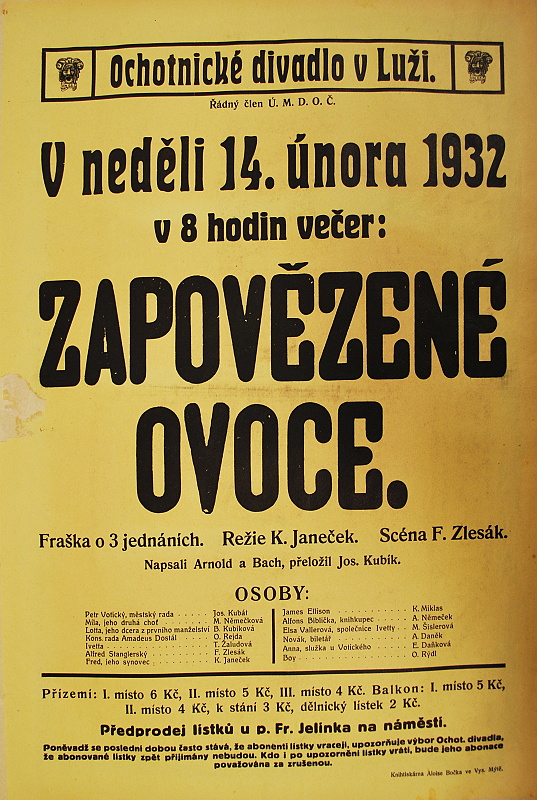 Ochotnické divadlo v Luži.
Řádný člen Ú. M. D. O. Č.
V neděli 14. února 1932
v 8 hodin večer:
ZAPOVĚZENÉ
OVOCE.
Fraška o 3 jednáních. Režie K. Janeček. Scéna F. Zlesák.
Napsali Arnold a Bach, přeložil Jos. Kubík.
OSOBY:
Petr Votický, městský rada . . . . . Jos. Kubát
Míla, jeho druhá choť . . . . . M. Němečková
Lotta, jeho dcera z prvního manželství B. Kubíková
Kons. rada Amadeus Dostál . . . . O. Rejda
Ivetta . . . . . T. Žaludová
Alfred Stanglerský . . . . . F. Zlesák
Fred, jeho synovec . . . . . K. Janeček
James Ellison . . . . . K. Miklas
Alfons Biblička, knihkupec . . . . A. Němeček
Elsa Vallerová, společnice Ivetty . . M. Šislerová
Novák, biletář . . . . . A. Daněk
Anna, služka u Votického . . . . E. Daňková
Boy . . . . . O. Rýdl
Přízemí: I. místo 6 Kč, II. místo 5 Kč, III. místo 4 Kč. Balkon: I. místo 5 Kč,
II. místo 4 Kč, k stání 3 Kč, dělnický lístek 2 Kč.
Předprodej lístků u p. Fr. Jelínka na náměstí.
Poněvadž se poslední dobou často stává, že abonenti lístky vracejí, upozorňuje výbor Ochot. divadla,
že abonované lístky zpět přijímány nebudou. Kdo i po upozornění lístky vrátí, bude jeho abonace
považována za zrušenou.
Knihtiskárna Aloise Bočka ve Vys. Mýtě.